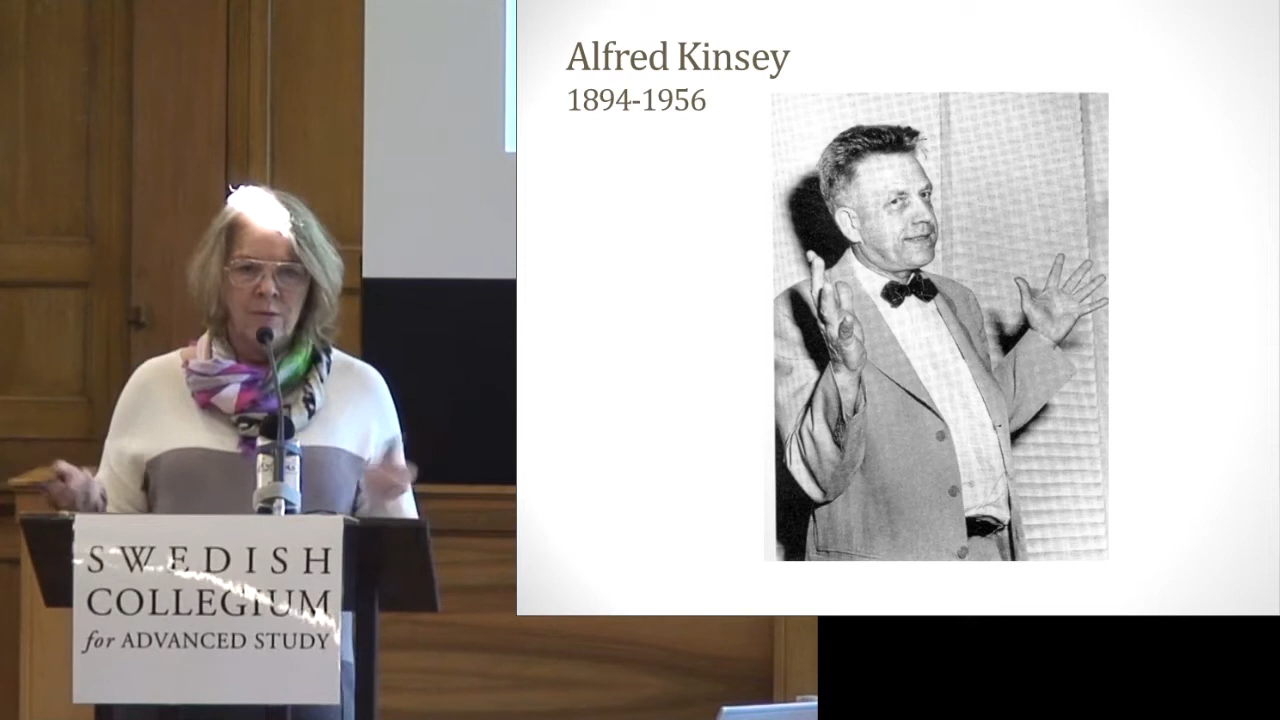 Alfred Kinsey
1894-1956
SWEDISH
COLLEGIUM
for ADVANCED STUDY